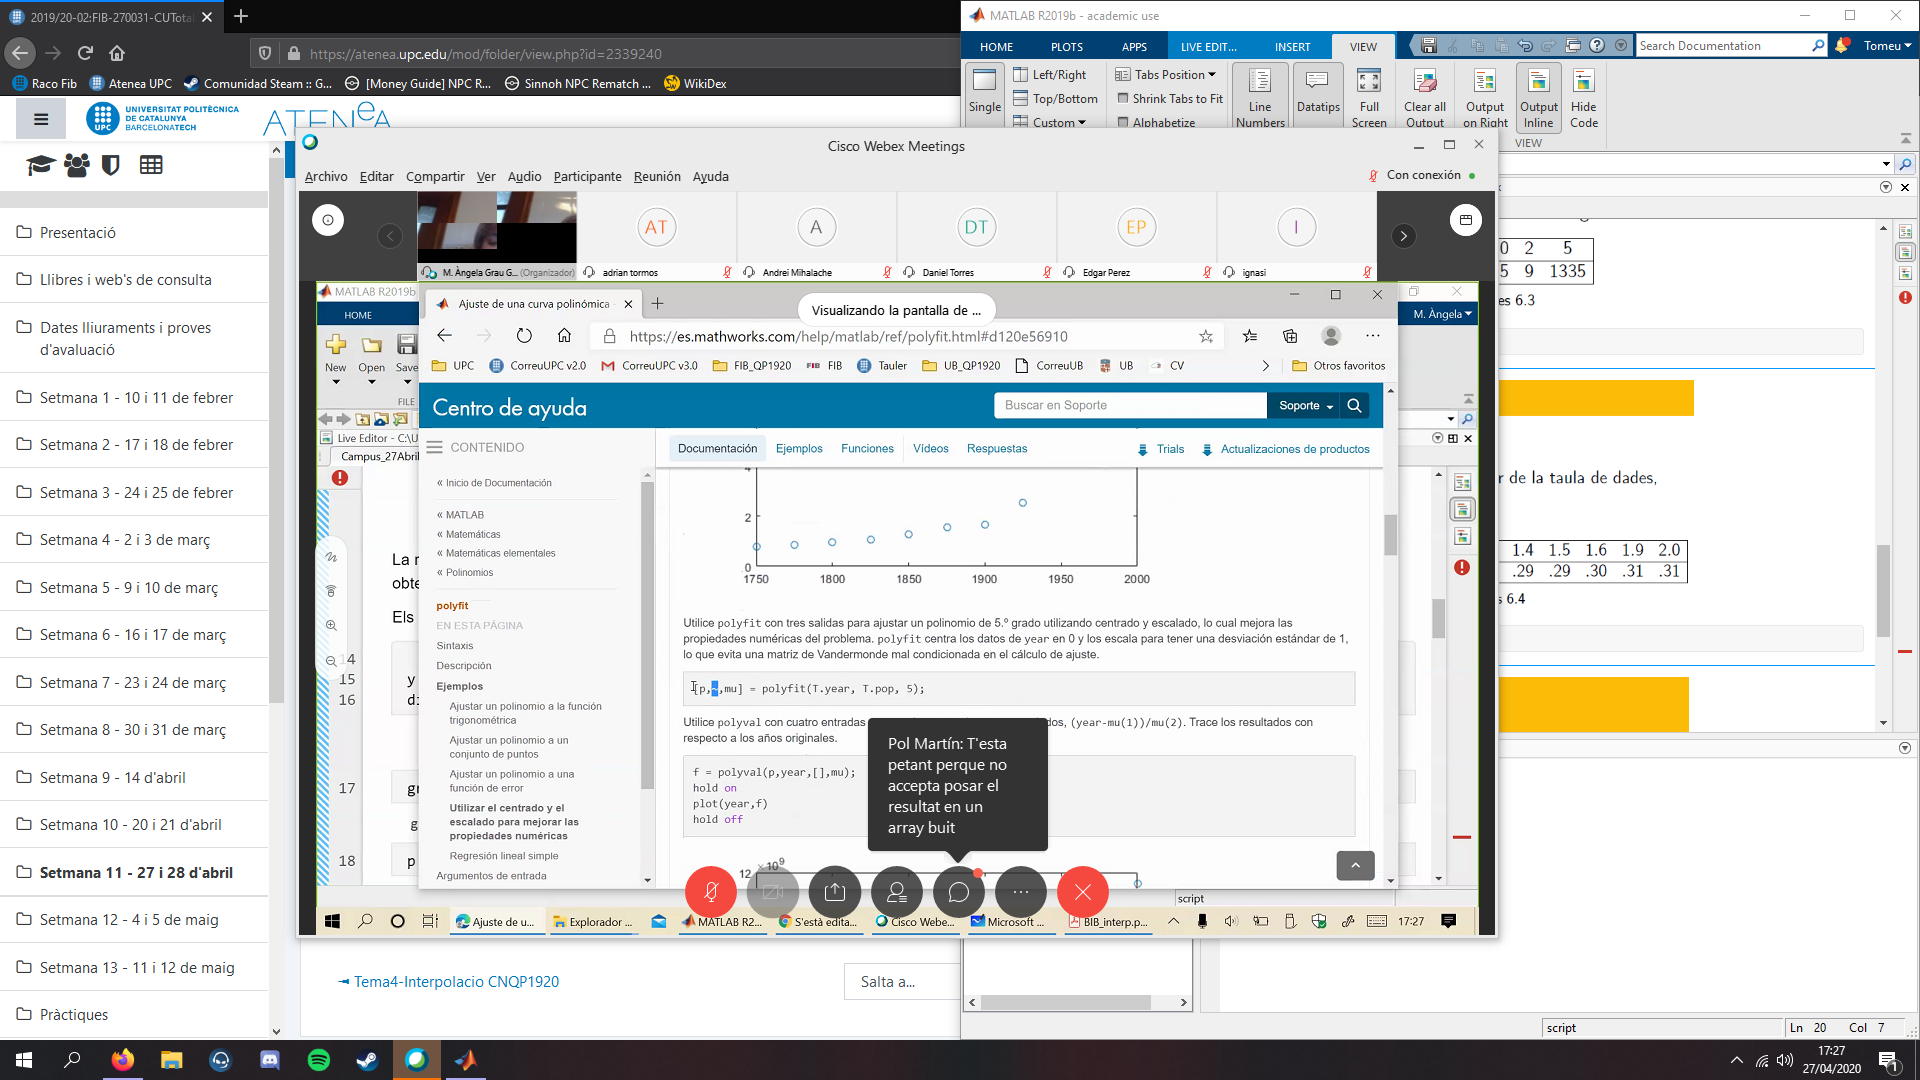 2019/20-02:FIB-270031-CUTota
https://atenea.upc.edu/mod/folder/view.php?id=2339240
Raco Fib
Atenea UPC
Comunidad Steam :: G...
[Money Guide] NPC R...
Sinnoh NPC Rematch ...
WikiDex
UPC
UNIVERSITAT POLITÈCNICA
DE CATALUNYA
BARCELONATECH
ATENeA
Presentació
Llibres i web's de consulta
Dates lliuraments i proves
d'avaluació
Setmana 1 - 10 i 11 de febrer
Setmana 2 - 17 i 18 de febrer
Setmana 3 - 24 i 25 de febrer
Setmana 4 - 2 i 3 de març
Setmana 5 - 9 i 10 de març
Setmana 6 - 16 i 17 de març
Setmana 7 - 23 i 24 de març
Setmana 8 - 30 i 31 de març
Setmana 9 - 14 d'abril
Setmana 10 - 20 i 21 d'abril
Setmana 11 - 27 i 28 d'abril
Setmana 12 - 4 i 5 de maig
Setmana 13 - 11 i 12 de maig
Pràctiques
Tema4-Interpolacio CNQP1920
Salta a...
MATLAB R2019b - academic use
HOME
PLOTS
APPS
LIVE EDIT...
INSERT
VIEW
Search Documentation
Tomeu
Single
Left/Right
Top/Bottom
Custom
Tabs Position
Shrink Tabs to Fit
Alphabetize
Line
Numbers
Datatips
Full
Screen
Clear all
Output
Output
on Right
Output
Inline
Hide
Code
VIEW
0 2 5
5 9 1335
es 6.3
r de la taula de dades,
1.4 1.5 1.6 1.9 2.0
.29 .29 .30 .31 .31
s 6.4
script
Ln 20 Col 7
Cisco Webex Meetings
Archivo
Editar
Compartir
Ver
Audio
Participante
Reunión
Ayuda
Con conexión
M. Àngela Grau G... (Organizador)
AT
adrian tormos
A
Andrei Mihalache
DT
Daniel Torres
EP
Edgar Perez
I
ignasi
MATLAB R2019b
HOME
M. Àngela
New
Open
Save
FILE
Live Editor - C:\U
Campus_27Abril
La r
obte
Els
14
15
16
17
18
y
di
gr
g
p
script
Ajuste de una curva polinómica
Visualizando la pantalla de ...
https://es.mathworks.com/help/matlab/ref/polyfit.html#d120e56910
UPC
CorreuUPC v2.0
CorreuUPC v3.0
FIB_QP1920
FIB
FIB
Tauler
UB_QP1920
CorreuUB
UB
CV
Otros favoritos
Centro de ayuda
Buscar en Soporte
Soporte
CONTENIDO
Documentación
Ejemplos
Funciones
Vídeos
Respuestas
Trials
Actualizaciones de productos
« Inicio de Documentación
« MATLAB
« Matemáticas
« Matemáticas elementales
« Polinomios
polyfit
EN ESTA PÁGINA
Sintaxis
Descripción
Ejemplos
Ajustar un polinomio a la función
trigonométrica
Ajustar un polinomio a un
conjunto de puntos
Ajustar un polinomio a una
función de error
Utilizar el centrado y el
escalado para mejorar las
propiedades numéricas
Regresión lineal simple
Argumentos de entrada
4
2
0
1750 1800 1850 1900 1950 2000
Utilice polyfit con tres salidas para ajustar un polinomio de 5.º grado utilizando centrado y escalado, lo cual mejora las
propiedades numéricas del problema. polyfit centra los datos de year en 0 y los escala para tener una desviación estándar de 1,
lo que evita una matriz de Vandermonde mal condicionada en el cálculo de ajuste.
[p,~,mu] = polyfit(T.year, T.pop, 5);
Utilice polyval con cuatro entradas dos, (year-mu(1))/mu(2). Trace los resultados con
respecto a los años originales.
f = polyval(p,year,[],mu);
hold on
plot(year,f)
hold off
12 × 10⁹
Pol Martín: T'esta
petant perque no
accepta posar el
resultat en un
array buit
Ajuste de u...
Explorador ...
MATLAB R2...
S'està edita...
Cisco Webe...
Microsoft ...
BIB_interp.p...
17:27
17:27
27/04/2020
1